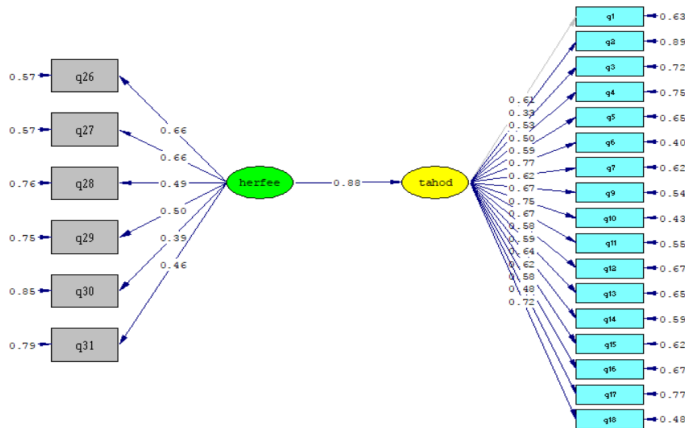 0.57 q26
0.57 q27
0.76 q28
0.75 q29
0.85 q30
0.79 q31
0.66
0.66
0.49
0.50
0.39
0.46
herfee
0.88
tahod
0.61
0.33
0.53
0.50
0.59
0.77
0.62
0.67
0.75
0.67
0.58
0.59
0.64
0.62
0.58
0.48
0.72
q1 0.63
q2 0.89
q3 0.72
q4 0.75
q5 0.65
q6 0.40
q7 0.62
q9 0.54
q10 0.43
q11 0.55
q12 0.67
q13 0.65
q14 0.59
q15 0.62
q16 0.67
q17 0.77
q18 0.48